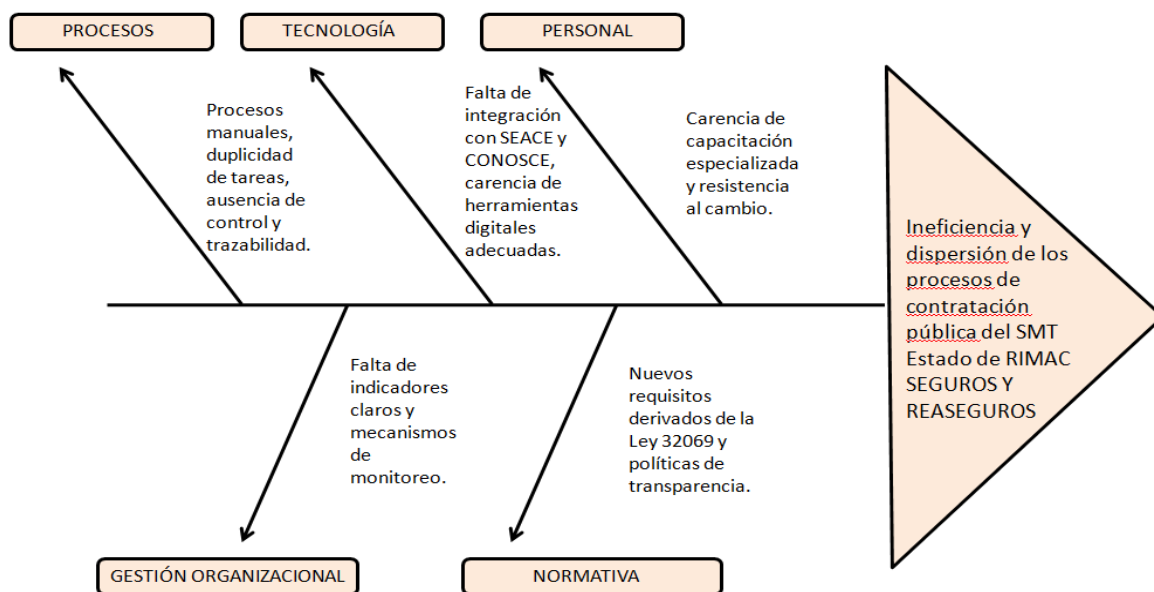 PROCESOS
TECNOLOGÍA
PERSONAL
Procesos
manuales,
duplicidad
de tareas,
ausencia de
control y
trazabilidad.
Falta de
integración
con SEACE y
CONOSCE,
carencia de
herramientas
digitales
adecuadas.
Carencia de
capacitación
especializada
y resistencia
al cambio.
Ineficiencia y
dispersión de los
procesos de
contratación
pública del SMT
Estado de RIMAC
SEGUROS Y
REASEGUROS
Falta de
indicadores
claros y
mecanismos
de
monitoreo.
Nuevos
requisitos
derivados de la
Ley 32069 y
políticas de
transparencia.
GESTIÓN ORGANIZACIONAL
NORMATIVA